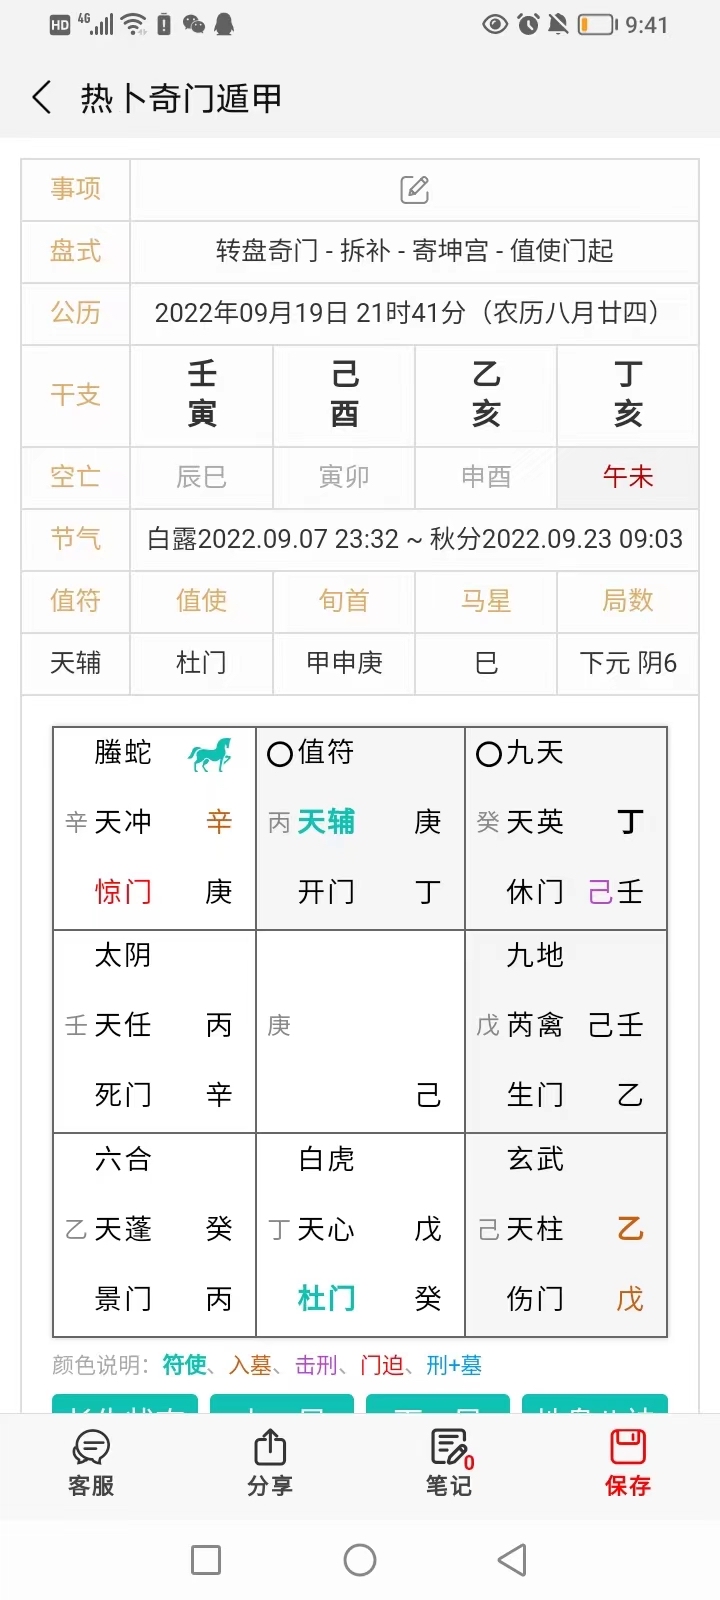 HD 4G 9:41
热卜奇门遁甲
事项
盘式 转盘奇门 - 拆补 - 寄坤宫 - 值使门起
公历 2022年09月19日 21时41分（农历八月廿四）
干支 壬寅 己酉 乙亥 丁亥
空亡 辰巳 寅卯 申酉 午未
节气 白露2022.09.07 23:32 ~ 秋分2022.09.23 09:03
值符 值使 旬首 马星 局数
天辅 杜门 甲申庚 巳 下元 阴6
螣蛇 值符 九天
辛 天冲 辛 丙 天辅 庚 癸 天英 丁
惊门 庚 开门 丁 休门 己壬
太阴 九地
壬 天任 丙 庚 戊 芮禽 己壬
死门 辛 己 生门 乙
六合 白虎 玄武
乙 天蓬 癸 丁 天心 戊 己 天柱 乙
景门 丙 杜门 癸 伤门 戊
颜色说明：符使、入墓、击刑、门迫、刑+墓
客服 分享 笔记 0 保存